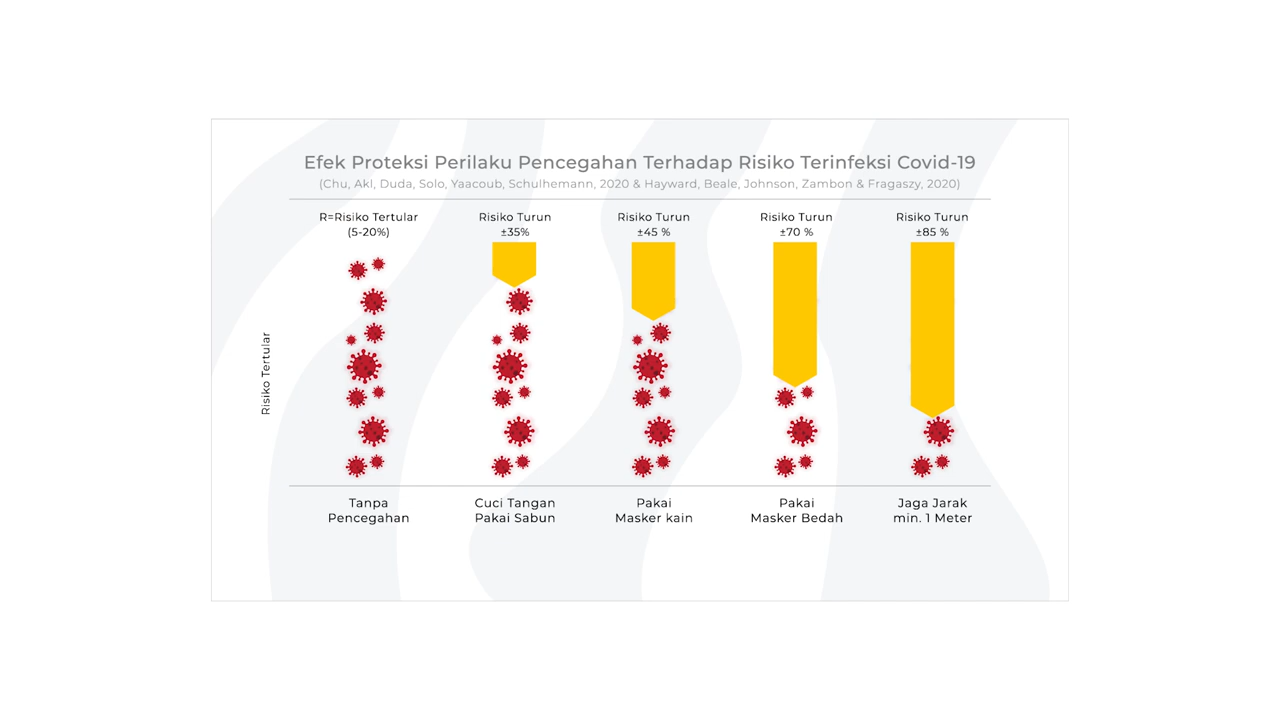 Efek Proteksi Perilaku Pencegahan Terhadap Risiko Terinfeksi Covid-19
(Chu, Akl, Duda, Solo, Yaacoub, Schulhemann, 2020 & Hayward, Beale, Johnson, Zambon & Fragaszy, 2020)
R=Risiko Tertular
(5-20%)
Risiko Turun
±35%
Risiko Turun
±45 %
Risiko Turun
±70 %
Risiko Turun
±85 %
Risiko Tertular
Tanpa
Pencegahan
Cuci Tangan
Pakai Sabun
Pakai
Masker kain
Pakai
Masker Bedah
Jaga Jarak
min. 1 Meter